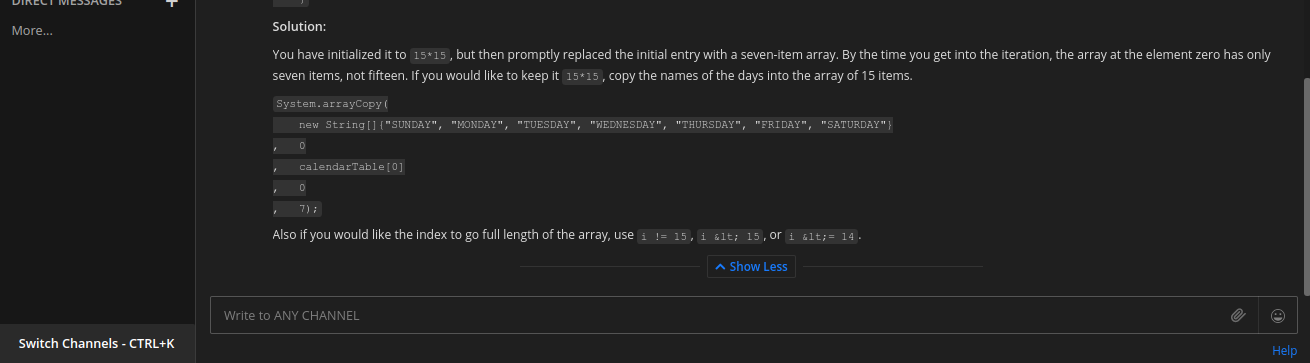 DIRECT MESSAGES +
More...
)
Solution:
You have initialized it to 15*15, but then promptly replaced the initial entry with a seven-item array. By the time you get into the iteration, the array at the element zero has only
seven items, not fifteen. If you would like to keep it 15*15, copy the names of the days into the array of 15 items.
System.arrayCopy(
new String[]{"SUNDAY", "MONDAY", "TUESDAY", "WEDNESDAY", "THURSDAY", "FRIDAY", "SATURDAY"}
, 0
, calendarTable[0]
, 0
, 7);
Also if you would like the index to go full length of the array, use i != 15, i &lt; 15, or i &lt;= 14.
Show Less
Write to ANY CHANNEL
Switch Channels - CTRL+K
Help